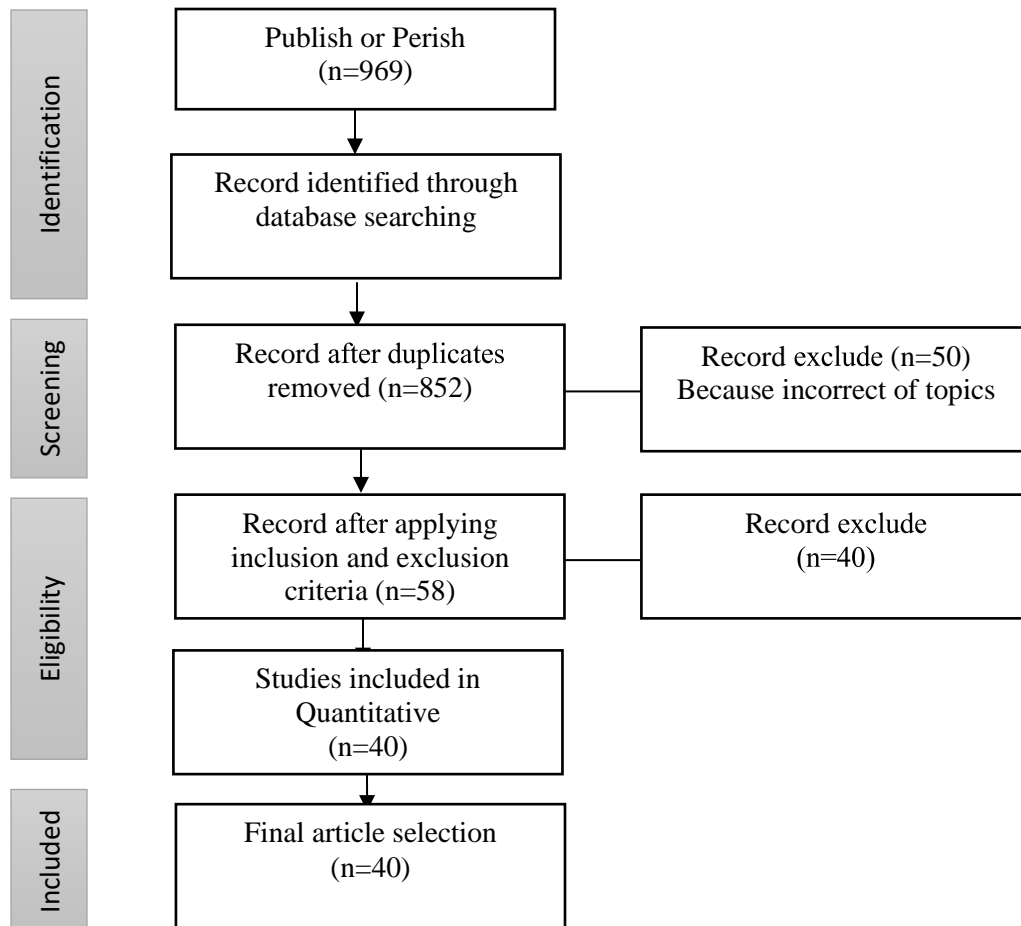 Identification
Publish or Perish
(n=969)
Record identified through
database searching
Screening
Record after duplicates
removed (n=852)
Record exclude (n=50)
Because incorrect of topics
Eligibility
Record after applying
inclusion and exclusion
criteria (n=58)
Record exclude
(n=40)
Studies included in
Quantitative
(n=40)
Included
Final article selection
(n=40)